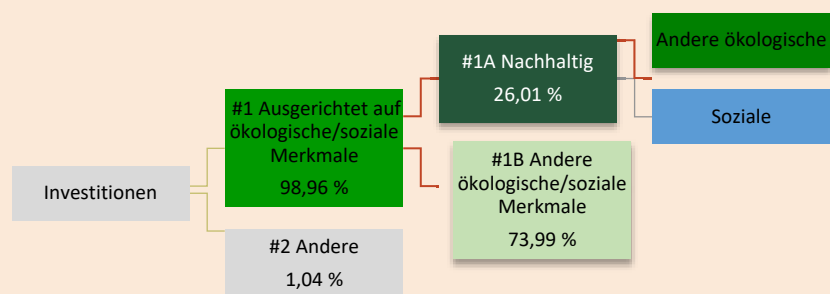 Investitionen
#1 Ausgerichtet auf
ökologische/soziale
Merkmale
98,96 %
#2 Andere
1,04 %
#1A Nachhaltig
26,01 %
#1B Andere
ökologische/soziale
Merkmale
73,99 %
Andere ökologische
Soziale